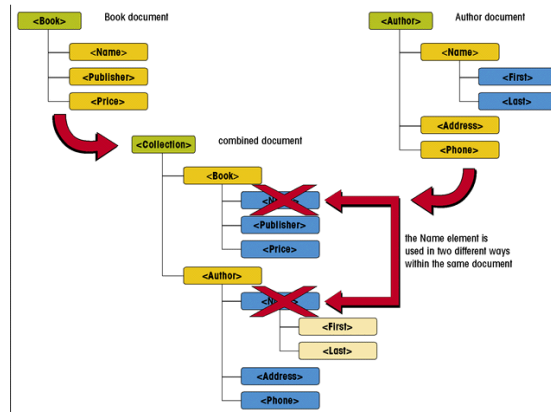 Book document
Author document
<Book>
<Name>
<Publisher>
<Price>
<Author>
<Name>
<First>
<Last>
<Address>
<Phone>
combined document
<Collection>
<Book>
<Publisher>
<Price>
the Name element is
used in two different ways
within the same document
<Author>
<First>
<Last>
<Address>
<Phone>